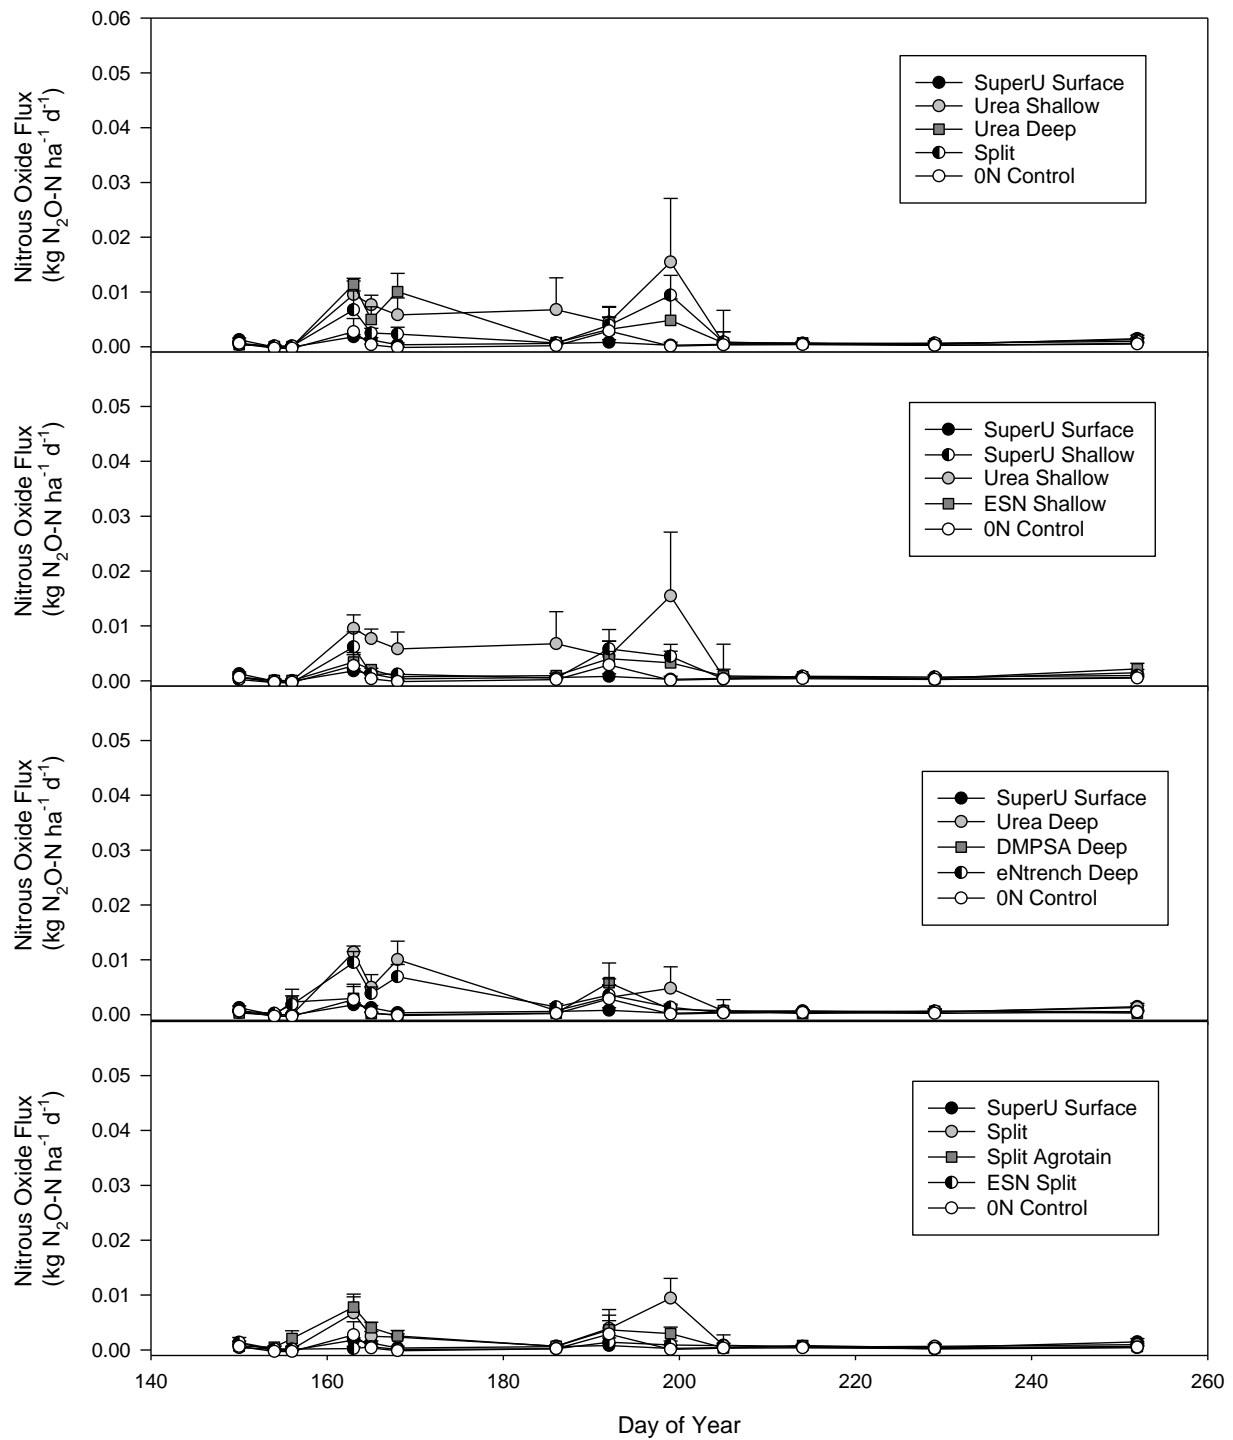 0.06
0.05
0.04
0.03
0.02
0.01
0.00
Nitrous Oxide Flux
(kg N₂O-N ha⁻¹ d⁻¹)
SuperU Surface
Urea Shallow
Urea Deep
Split
0N Control
0.05
0.04
0.03
0.02
0.01
0.00
Nitrous Oxide Flux
(kg N₂O-N ha⁻¹ d⁻¹)
SuperU Surface
SuperU Shallow
Urea Shallow
ESN Shallow
0N Control
0.05
0.04
0.03
0.02
0.01
0.00
Nitrous Oxide Flux
(kg N₂O-N ha⁻¹ d⁻¹)
SuperU Surface
Urea Deep
DMPSA Deep
eNtrench Deep
0N Control
0.05
0.04
0.03
0.02
0.01
0.00
Nitrous Oxide Flux
(kg N₂O-N ha⁻¹ d⁻¹)
SuperU Surface
Split
Split Agrotain
ESN Split
0N Control
140 160 180 200 220 240 260
Day of Year